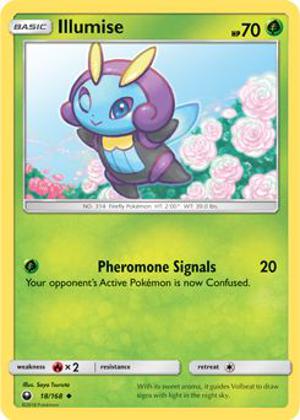 BASIC Illumise HP70
NO. 314 Firefly Pokémon HT: 2'00" WT: 39.0 lbs.
Pheromone Signals 20
Your opponent's Active Pokémon is now Confused.
weakness ×2 resistance retreat
Illus. Saya Tsuruta
18/168
©2018 Pokémon
With its sweet aroma, it guides Volbeat to draw
signs with light in the night sky.